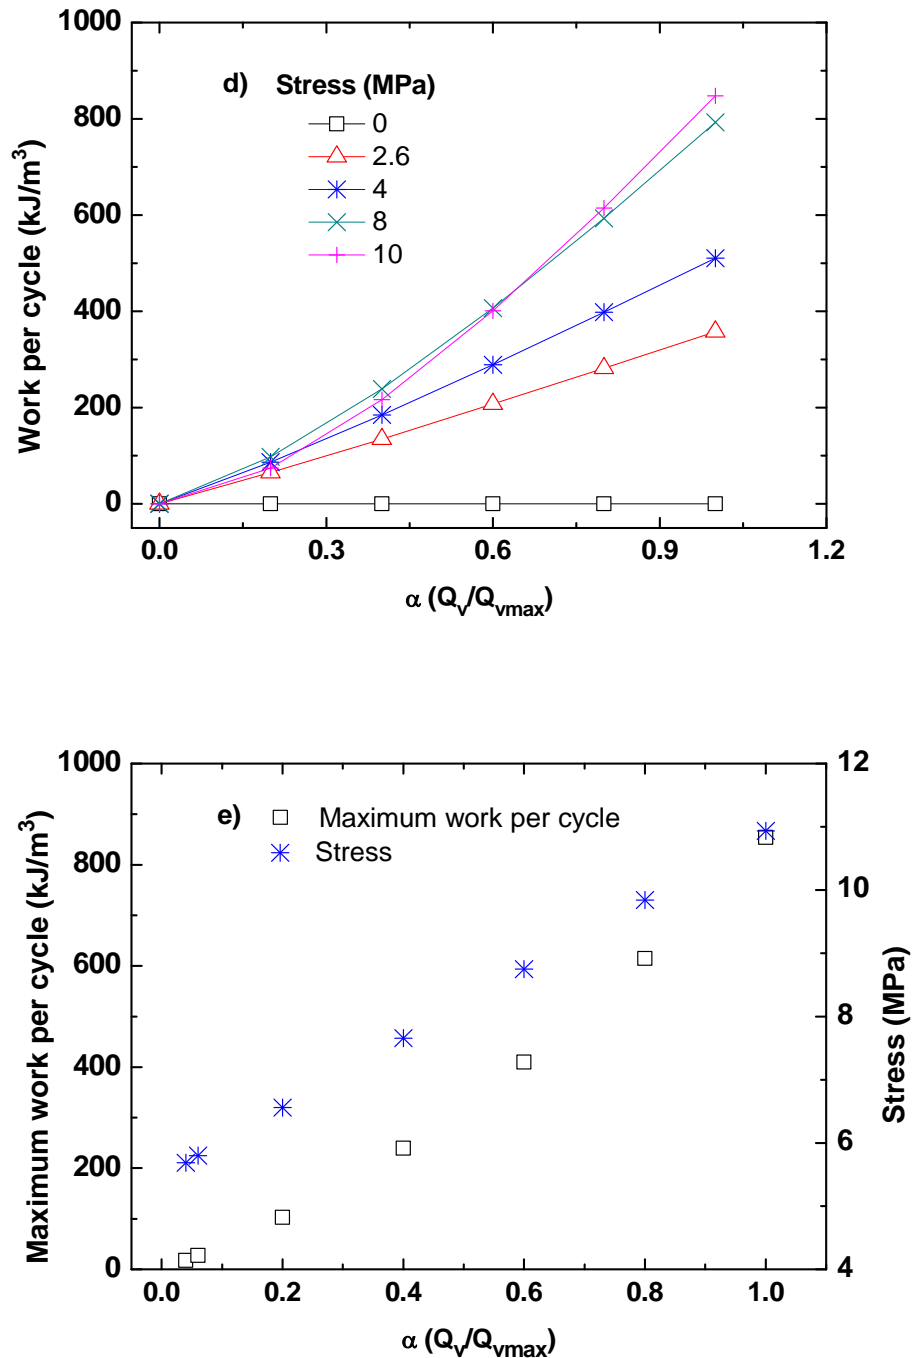 1000
800
600
400
200
0
Work per cycle (kJ/m³)
d) Stress (MPa)
0
2.6
4
8
10
0.0 0.3 0.6 0.9 1.2
α (Qv/Qvmax)
1000
800
600
400
200
0
Maximum work per cycle (kJ/m³)
e) Maximum work per cycle
Stress
12
10
8
6
4
Stress (MPa)
0.0 0.2 0.4 0.6 0.8 1.0
α (Qv/Qvmax)